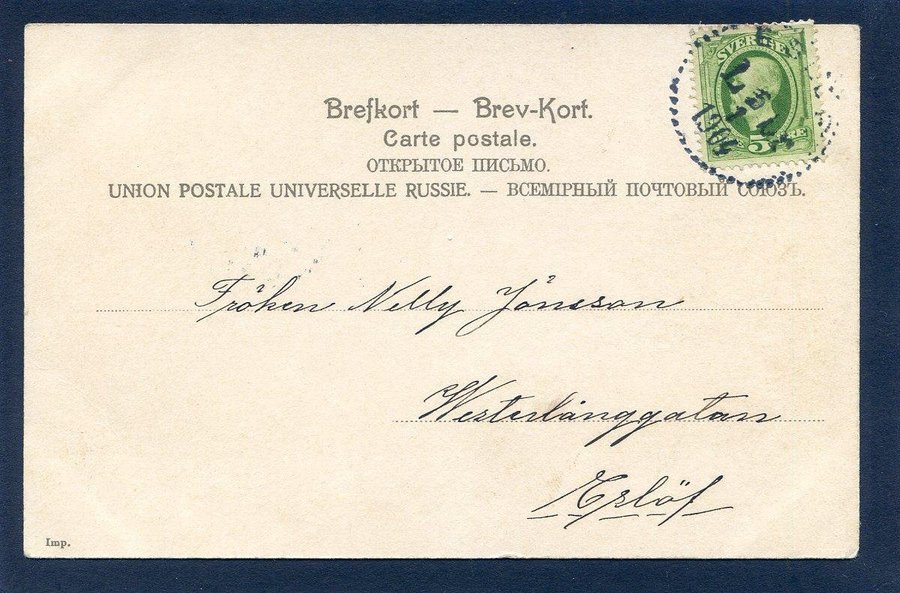 SVERIGE
5 ÖRE
1904
Brefkort — Brev-Kort.
Carte postale.
ОТКРЫТОЕ ПИСЬМО.
UNION POSTALE UNIVERSELLE RUSSIE. — ВСЕМІРНЫЙ ПОЧТОВЫЙ СОЮЗЪ.
Fröken Nelly Jönsson
Westerlånggatan
Eslöf
Imp.